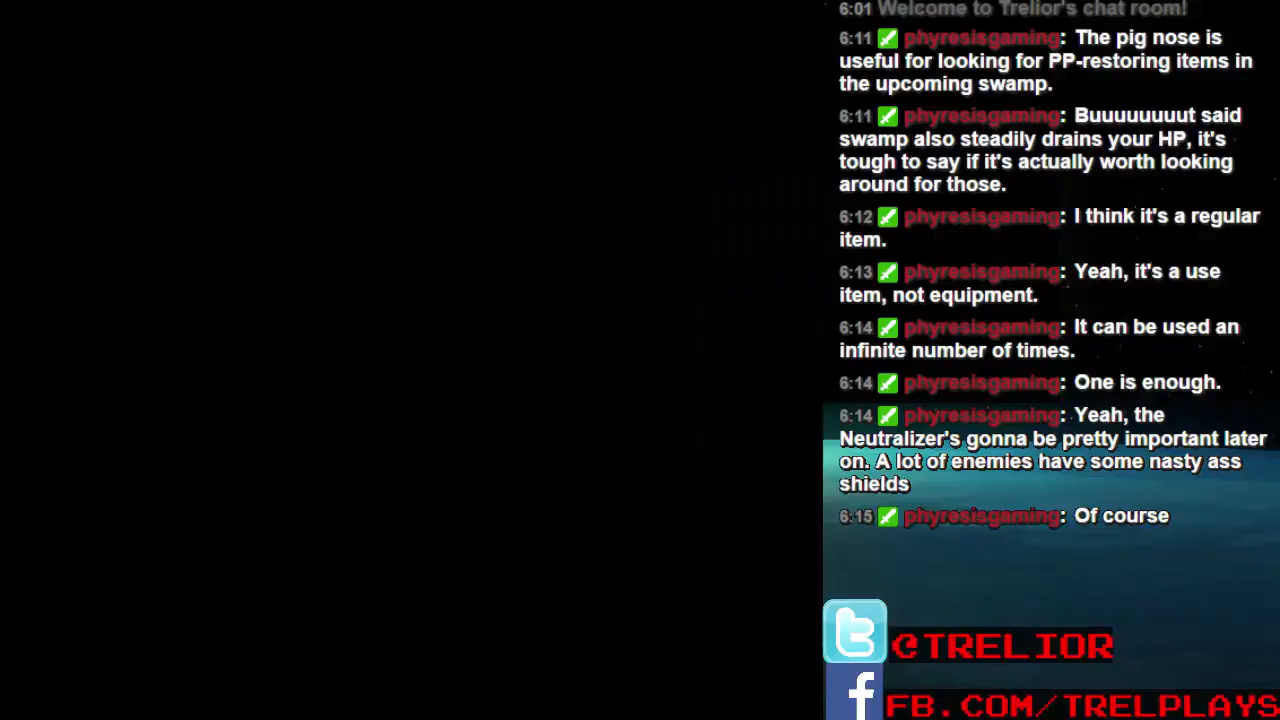 6:01 Welcome to Trelior's chat room!
6:11 phyresisgaming: The pig nose is
useful for looking for PP-restoring items in
the upcoming swamp.
6:11 phyresisgaming: Buuuuuuuut said
swamp also steadily drains your HP, it's
tough to say if it's actually worth looking
around for those.
6:12 phyresisgaming: I think it's a regular
item.
6:13 phyresisgaming: Yeah, it's a use
item, not equipment.
6:14 phyresisgaming: It can be used an
infinite number of times.
6:14 phyresisgaming: One is enough.
6:14 phyresisgaming: Yeah, the
Neutralizer's gonna be pretty important later
on. A lot of enemies have some nasty ass
shields
6:15 phyresisgaming: Of course
@TRELIOR
FB.COM/TRELPLAYS